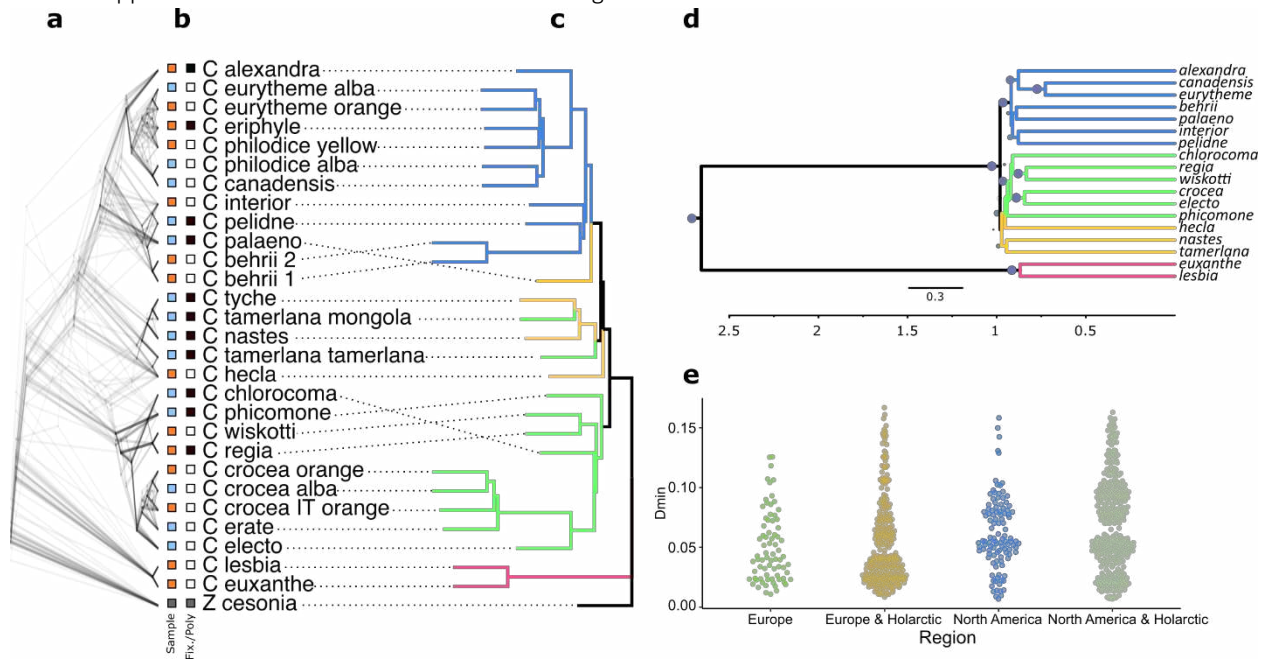 a
b
c
C alexandra
C eurytheme alba
C eurytheme orange
C eriphyle
C philodice yellow
C philodice alba
C canadensis
C interior
C pelidne
C palaeno
C behrii 2
C behrii 1
C tyche
C tamerlana mongola
C nastes
C tamerlana tamerlana
C hecla
C chlorocoma
C phicomone
C wiskotti
C regia
C crocea orange
C crocea alba
C crocea IT orange
C erate
C electo
C lesbia
C euxanthe
Z cesonia
Sample
Fix./Poly
d
alexandra
canadensis
eurytheme
behrii
palaeno
interior
pelidne
chlorocoma
regia
wiskotti
crocea
electo
phicomone
hecla
nastes
tamerlana
euxanthe
lesbia
0.3
2.5 2 1.5 1 0.5
e
Dmin
0.15
0.10
0.05
0.00
Europe Europe & Holarctic North America North America & Holarctic
Region